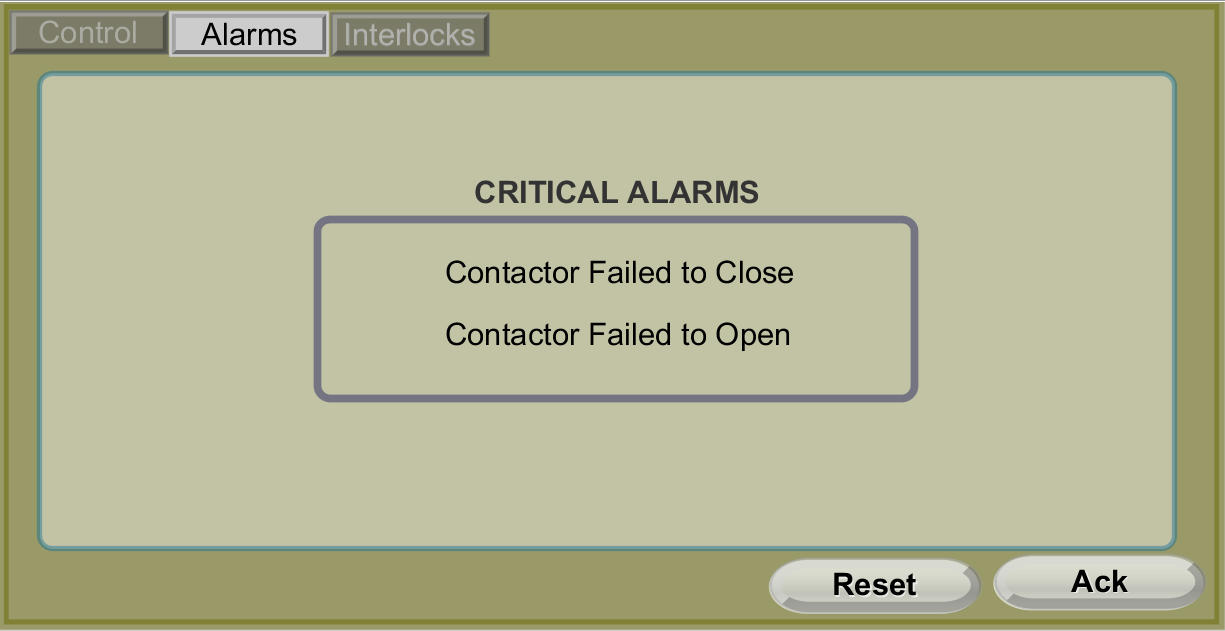 Control
Alarms
Interlocks
CRITICAL ALARMS
Contactor Failed to Close
Contactor Failed to Open
Reset
Ack